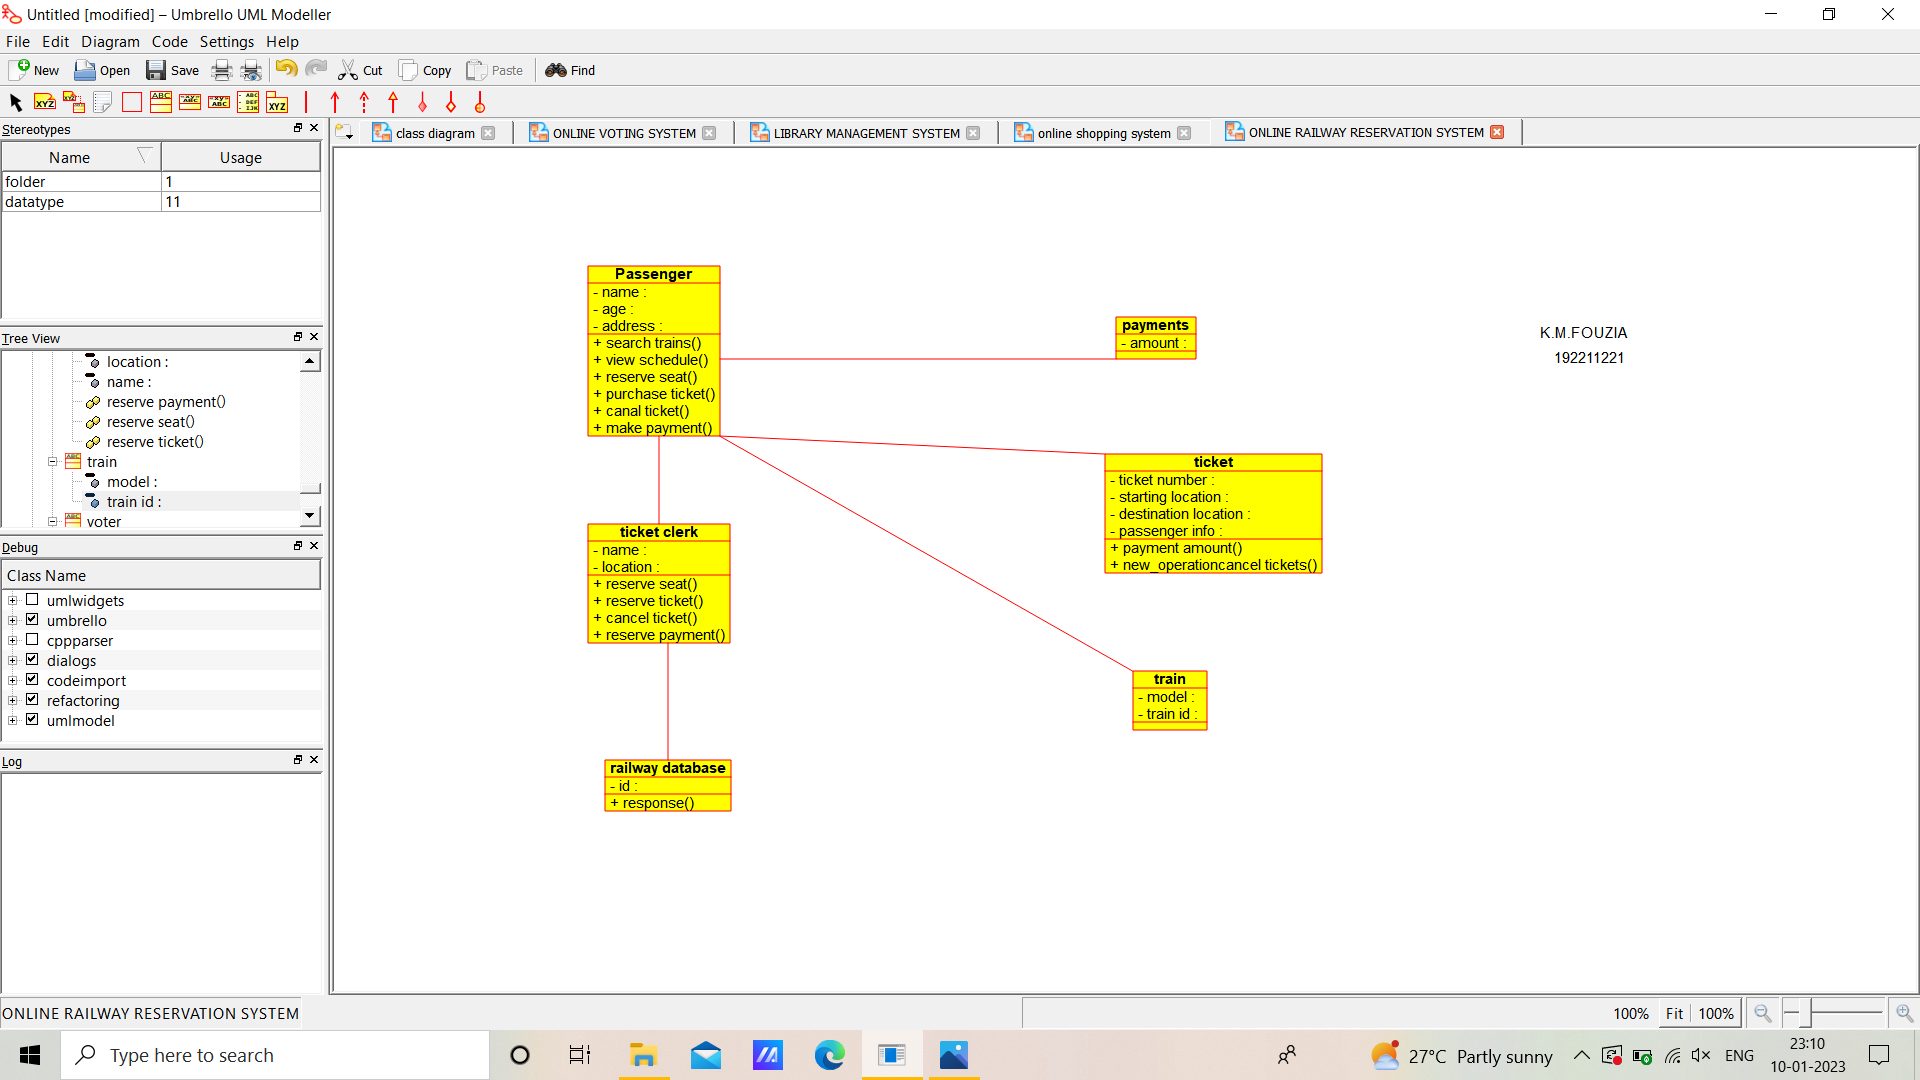 Untitled [modified] – Umbrello UML Modeller
File Edit Diagram Code Settings Help
New Open Save Cut Copy Paste Find
Stereotypes
Name Usage
folder 1
datatype 11
Tree View
location :
name :
reserve payment()
reserve seat()
reserve ticket()
train
model :
train id :
voter
Debug
Class Name
umlwidgets
umbrello
cppparser
dialogs
codeimport
refactoring
umlmodel
Log
class diagram ONLINE VOTING SYSTEM LIBRARY MANAGEMENT SYSTEM online shopping system ONLINE RAILWAY RESERVATION SYSTEM
Passenger
- name :
- age :
- address :
+ search trains()
+ view schedule()
+ reserve seat()
+ purchase ticket()
+ canal ticket()
+ make payment()
payments
- amount :
K.M.FOUZIA
192211221
ticket
- ticket number :
- starting location :
- destination location :
- passenger info :
+ payment amount()
+ new_operationcancel tickets()
ticket clerk
- name :
- location :
+ reserve seat()
+ reserve ticket()
+ cancel ticket()
+ reserve payment()
train
- model :
- train id :
railway database
- id :
+ response()
ONLINE RAILWAY RESERVATION SYSTEM
100% Fit 100%
Type here to search
27°C Partly sunny
ENG
23:10
10-01-2023